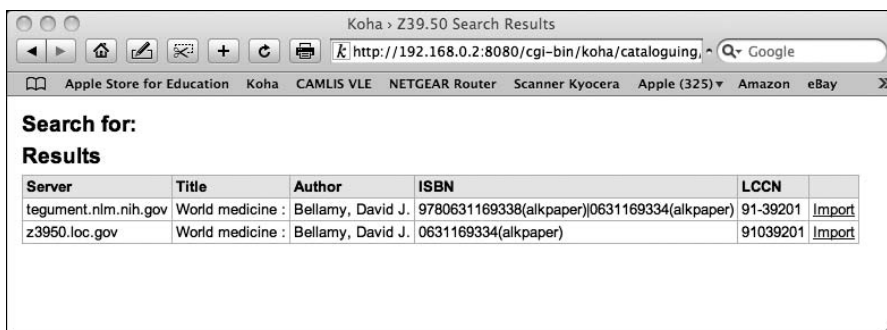 Koha › Z39.50 Search Results
k http://192.168.0.2:8080/cgi-bin/koha/cataloguing, Google
Apple Store for Education Koha CAMLIS VLE NETGEAR Router Scanner Kyocera Apple (325) Amazon eBay
Search for:
Results
Server Title Author ISBN LCCN
tegument.nlm.nih.gov World medicine : Bellamy, David J. 9780631169338(alkpaper)|0631169334(alkpaper) 91-39201 Import
z3950.loc.gov World medicine : Bellamy, David J. 0631169334(alkpaper) 91039201 Import